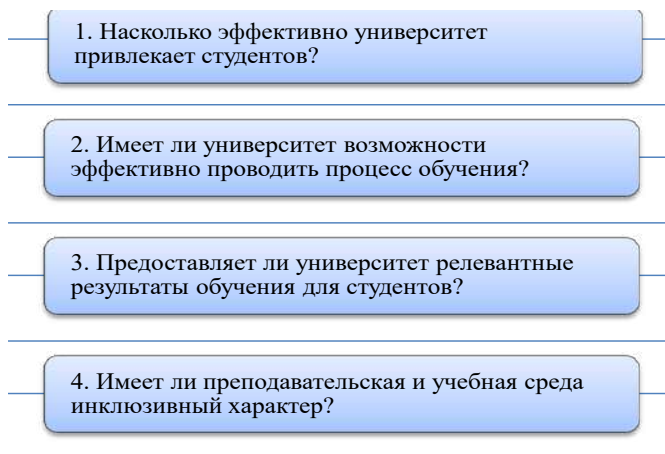 1. Насколько эффективно университет
привлекает студентов?
2. Имеет ли университет возможности
эффективно проводить процесс обучения?
3. Предоставляет ли университет релевантные
результаты обучения для студентов?
4. Имеет ли преподавательская и учебная среда
инклюзивный характер?